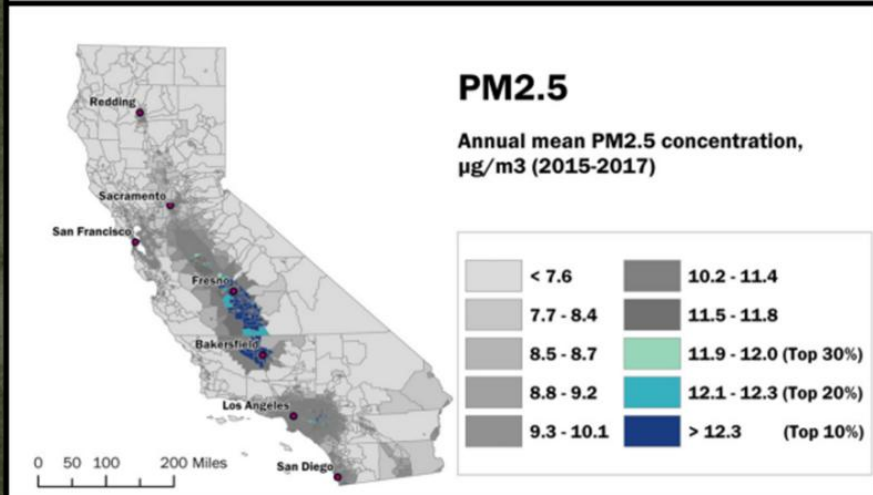 PM2.5
Annual mean PM2.5 concentration,
µg/m3 (2015-2017)
Redding
Sacramento
San Francisco
Fresno
Bakersfield
Los Angeles
San Diego
0 50 100 200 Miles
< 7.6
7.7 - 8.4
8.5 - 8.7
8.8 - 9.2
9.3 - 10.1
10.2 - 11.4
11.5 - 11.8
11.9 - 12.0 (Top 30%)
12.1 - 12.3 (Top 20%)
> 12.3 (Top 10%)